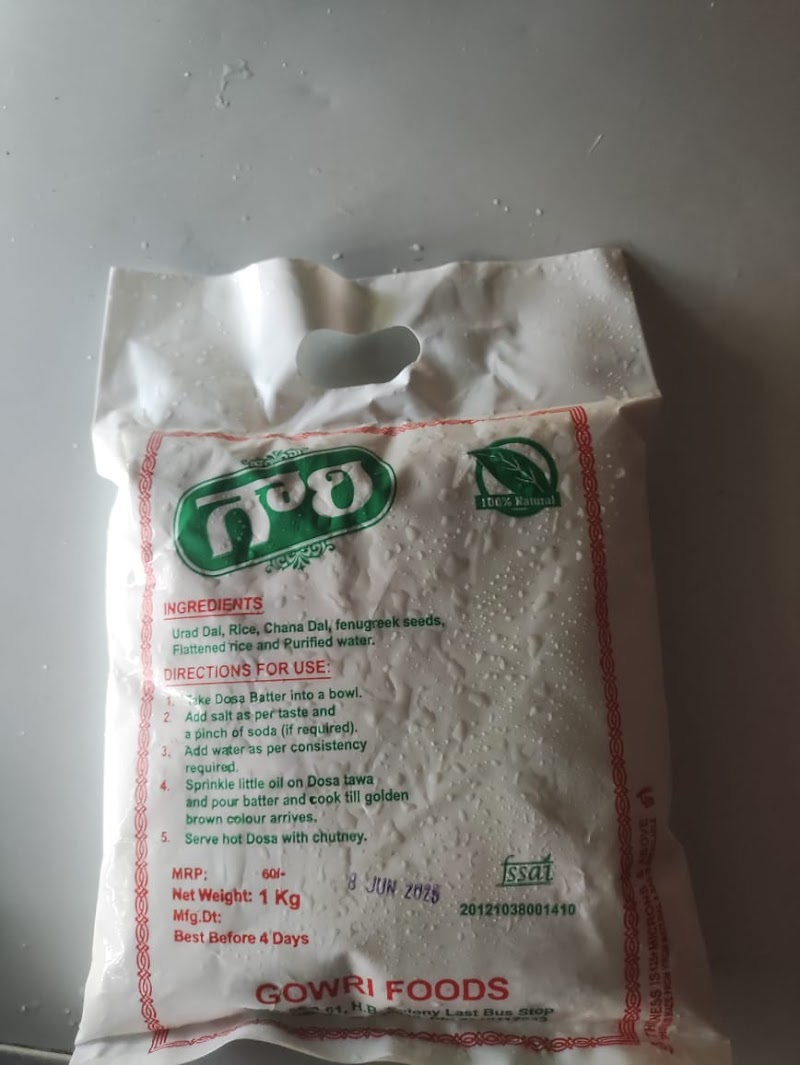 గౌరి
100% Natural
INGREDIENTS
Urad Dal, Rice, Chana Dal, fenugreek seeds,
Flattened rice and Purified water.
DIRECTIONS FOR USE:
1. Take Dosa Batter into a bowl.
2. Add salt as per taste and
a pinch of soda (if required).
3. Add water as per consistency
required.
4. Sprinkle little oil on Dosa tawa
and pour batter and cook till golden
brown colour arrives.
5. Serve hot Dosa with chutney.
MRP: 60/-
8 JUN 2025
Net Weight: 1 Kg
Mfg.Dt:
Best Before 4 Days
fssai
20121038001410
GOWRI FOODS
H.B. Colony Last Bus Stop